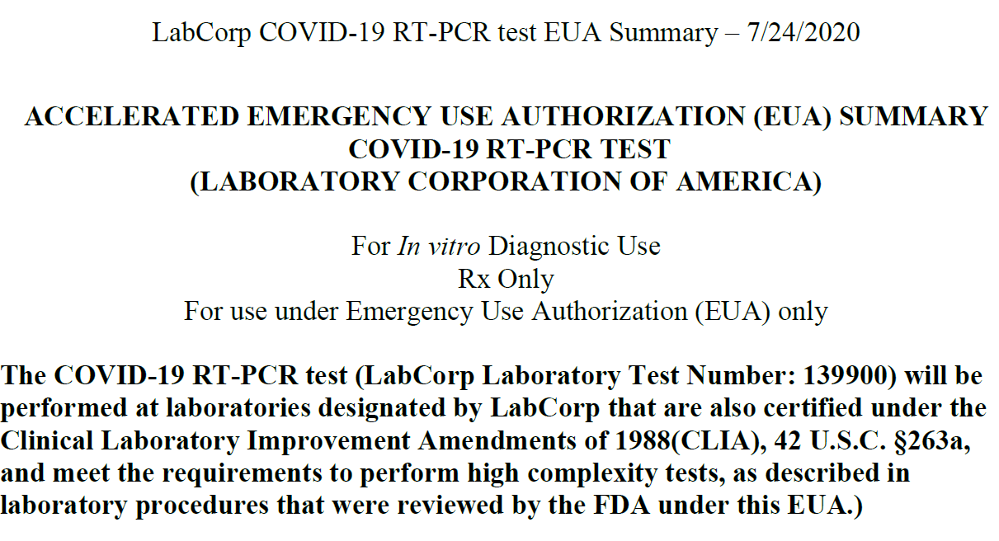 LabCorp COVID-19 RT-PCR test EUA Summary – 7/24/2020
ACCELERATED EMERGENCY USE AUTHORIZATION (EUA) SUMMARY
COVID-19 RT-PCR TEST
(LABORATORY CORPORATION OF AMERICA)
For In vitro Diagnostic Use
Rx Only
For use under Emergency Use Authorization (EUA) only
The COVID-19 RT-PCR test (LabCorp Laboratory Test Number: 139900) will be
performed at laboratories designated by LabCorp that are also certified under the
Clinical Laboratory Improvement Amendments of 1988(CLIA), 42 U.S.C. §263a,
and meet the requirements to perform high complexity tests, as described in
laboratory procedures that were reviewed by the FDA under this EUA.)